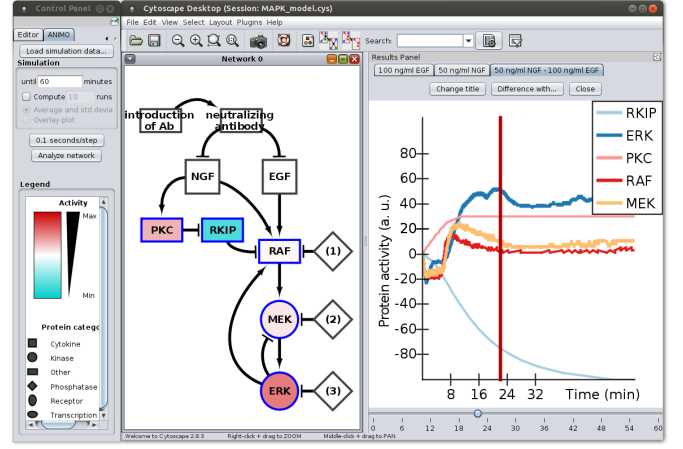 Control Panel
Cytoscape Desktop (Session: MAPK_model.cys)
File Edit View Select Layout Plugins Help
Editor ANIMO
Search:
Load simulation data...
Simulation
until 60 minutes
Compute 10 runs
Average and std devia
Overlay plot
0.1 seconds/step
Analyze network
Legend
Activity
Max
Min
Protein categc
Cytokine
Kinase
Other
Phosphatase
Receptor
Transcription
Network 0
introduction
of Ab
neutralizing
antibody
NGF
EGF
PKC
RKIP
RAF
(1)
MEK
(2)
ERK
(3)
Results Panel
100 ng/ml EGF 50 ng/ml NGF 50 ng/ml NGF - 100 ng/ml EGF
Change title Difference with... Close
RKIP
ERK
PKC
RAF
MEK
Protein activity (a. u.)
80
60
40
20
0
-20
-40
-60
-80
8 16 24 32 Time (min)
0 6 12 18 24 30 36 42 48 54 60
Welcome to Cytoscape 2.8.3 Right-click + drag to ZOOM Middle-click + drag to PAN